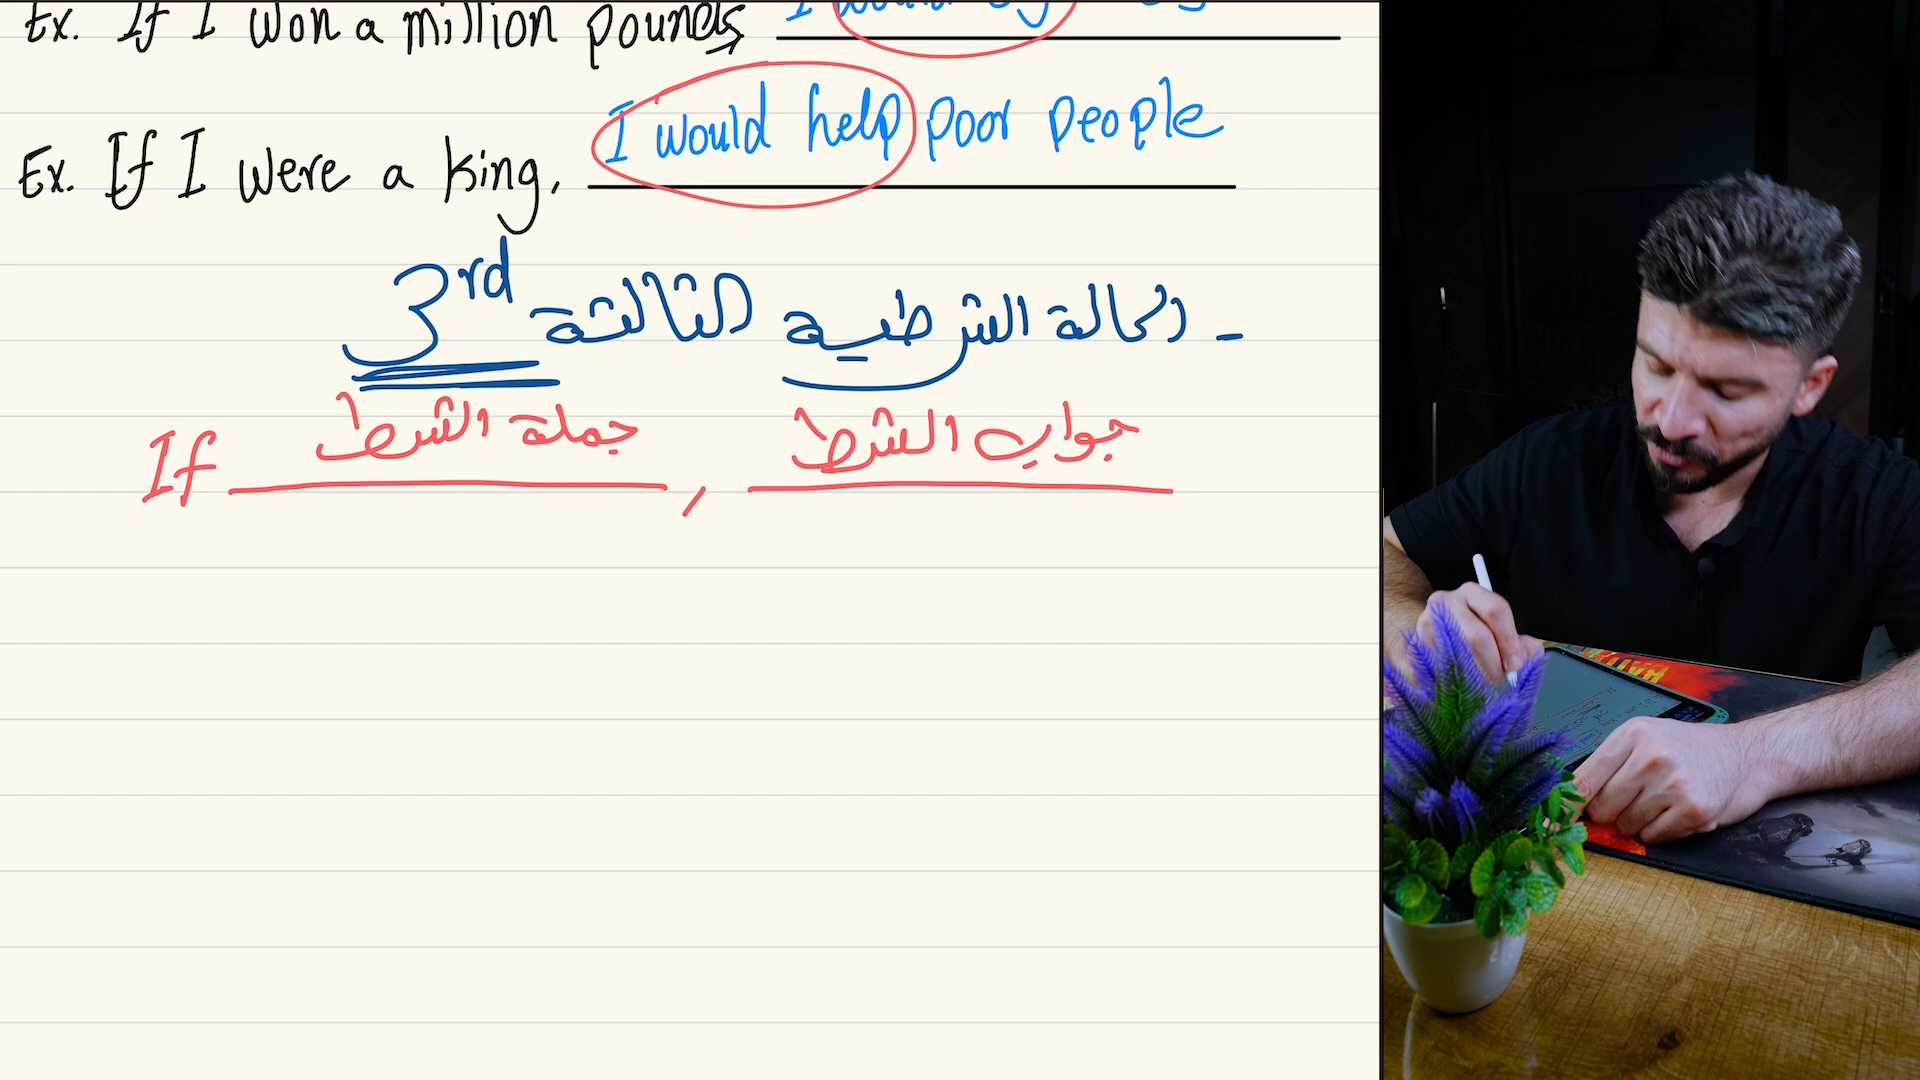 Ex. If I won a million pounds I would
Ex. If I were a king, I would help poor people
- الحالة الشرطية الثالثة 3rd
If جملة الشرط , جواب الشرط